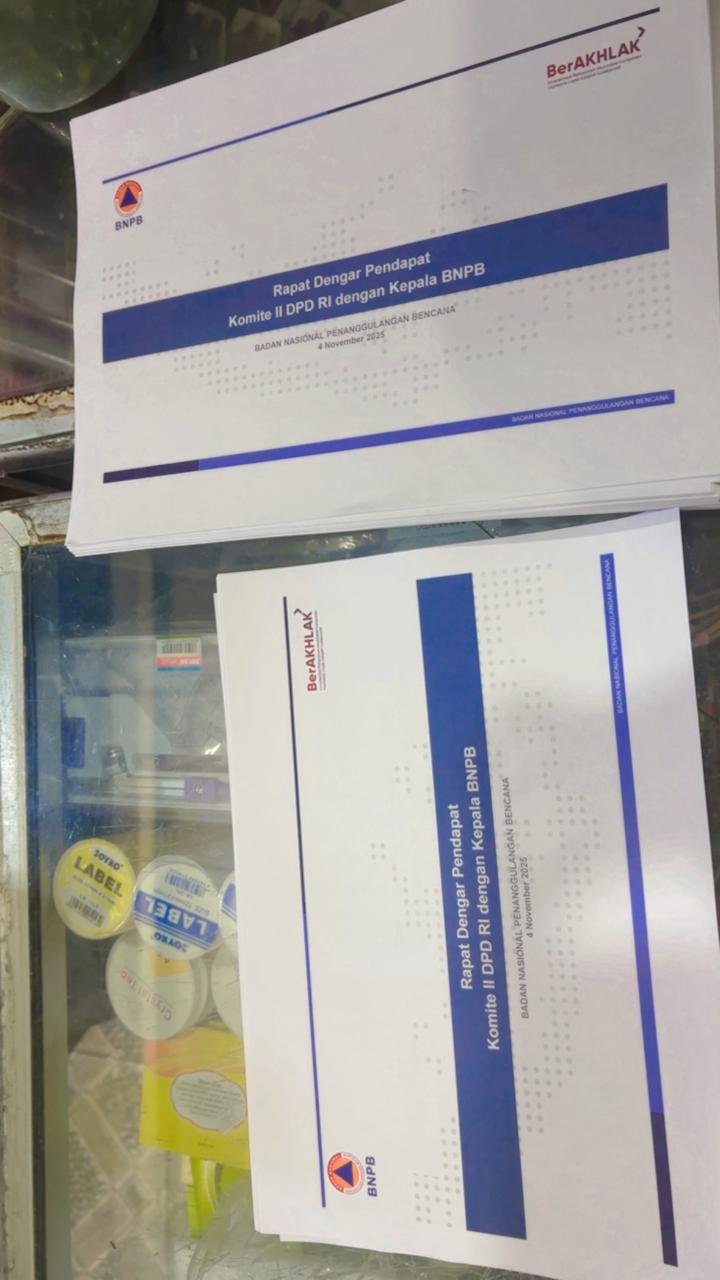 BerAKHLAK
BNPB
Rapat Dengar Pendapat
Komite II DPD RI dengan Kepala BNPB
BADAN NASIONAL PENANGGULANGAN BENCANA
4 November 2025
BADAN NASIONAL PENANGGULANGAN BENCANA
BerAKHLAK
BNPB
Rapat Dengar Pendapat
Komite II DPD RI dengan Kepala BNPB
BADAN NASIONAL PENANGGULANGAN BENCANA
4 November 2025
BADAN NASIONAL PENANGGULANGAN BENCANA
JOYKO
LABEL
LABEL
JOYKO
Crystal Tac